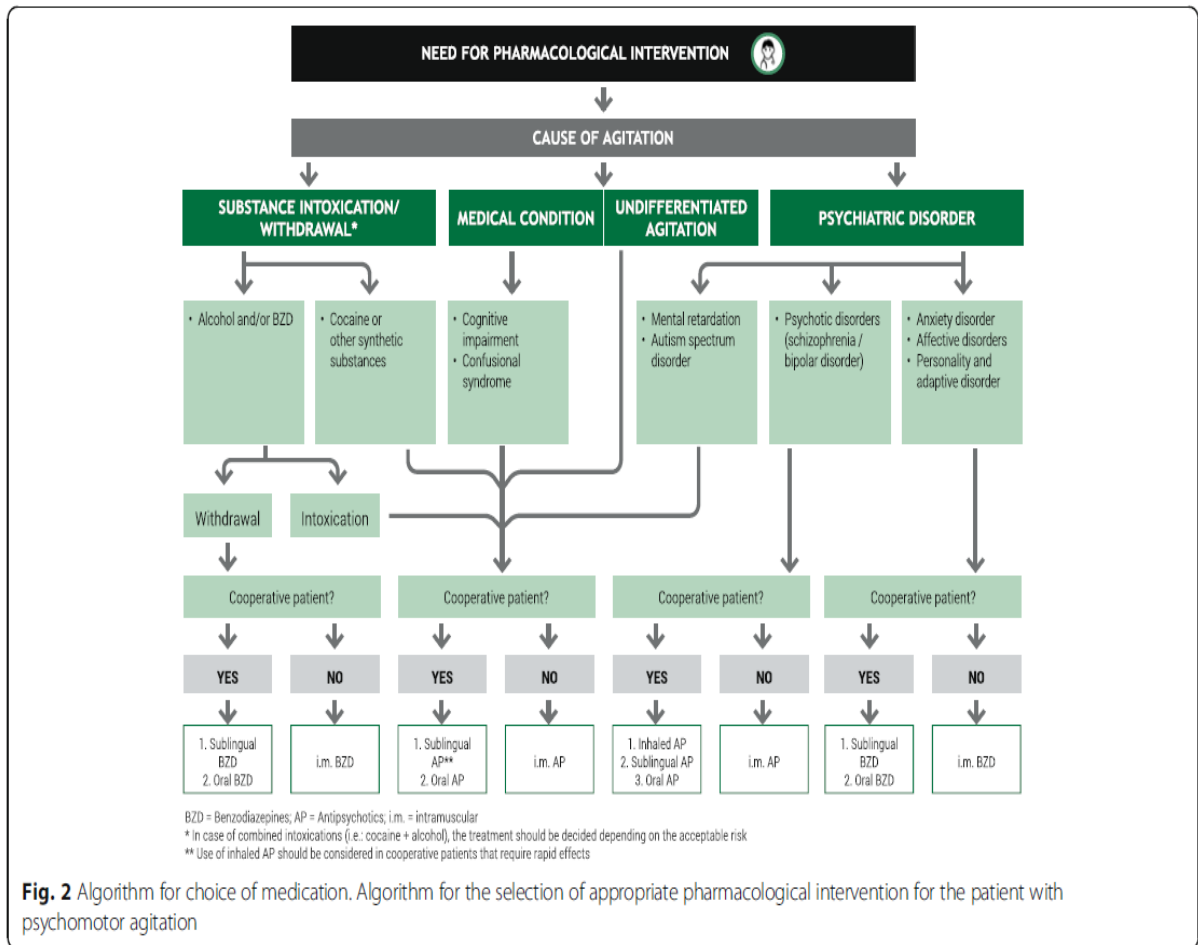 NEED FOR PHARMACOLOGICAL INTERVENTION
CAUSE OF AGITATION
SUBSTANCE INTOXICATION/
WITHDRAWAL*
MEDICAL CONDITION
UNDIFFERENTIATED
AGITATION
PSYCHIATRIC DISORDER
• Alcohol and/or BZD
• Cocaine or
other synthetic
substances
• Cognitive
impairment
• Confusional
syndrome
• Mental retardation
• Autism spectrum
disorder
• Psychotic disorders
(schizophrenia /
bipolar disorder)
• Anxiety disorder
• Affective disorders
• Personality and
adaptive disorder
Withdrawal
Intoxication
Cooperative patient?
Cooperative patient?
Cooperative patient?
Cooperative patient?
YES
NO
YES
NO
YES
NO
YES
NO
1. Sublingual
BZD
2. Oral BZD
i.m. BZD
1. Sublingual
AP**
2. Oral AP
i.m. AP
1. Inhaled AP
2. Sublingual AP
3. Oral AP
i.m. AP
1. Sublingual
BZD
2. Oral BZD
i.m. BZD
BZD = Benzodiazepines; AP = Antipsychotics; i.m. = intramuscular
* In case of combined intoxications (i.e.: cocaine + alcohol), the treatment should be decided depending on the acceptable risk
** Use of inhaled AP should be considered in cooperative patients that require rapid effects
Fig. 2 Algorithm for choice of medication. Algorithm for the selection of appropriate pharmacological intervention for the patient with
psychomotor agitation